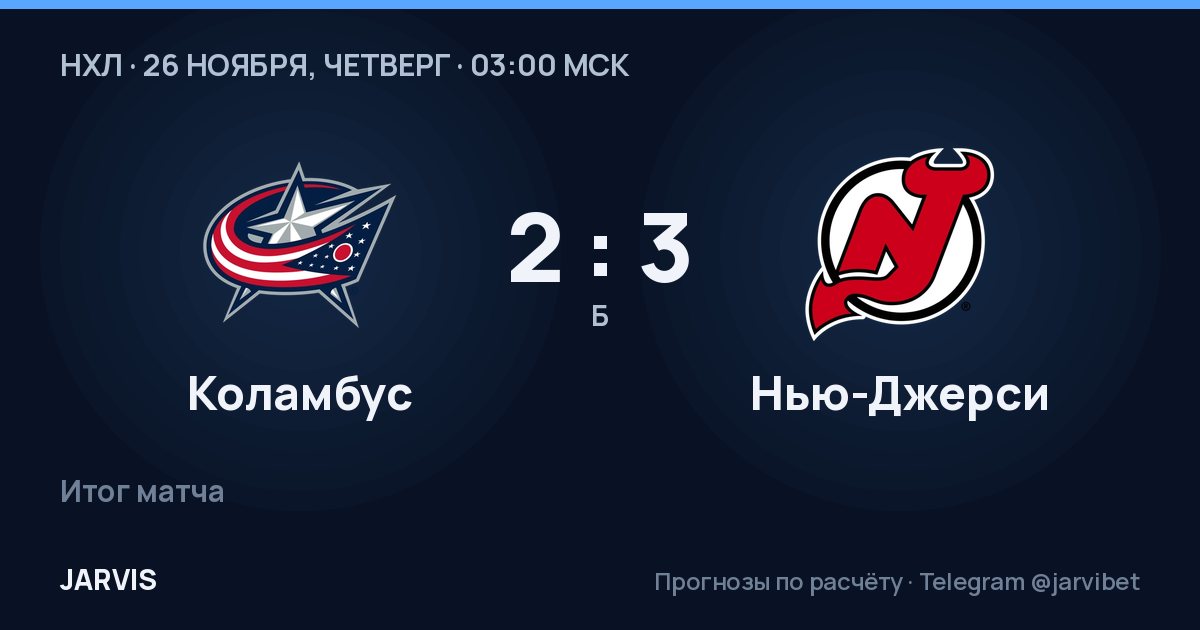 НХЛ · 26 НОЯБРЯ, ЧЕТВЕРГ · 03:00 МСК
2 : 3
Б
Коламбус
Нью-Джерси
Итог матча
JARVIS
Прогнозы по расчёту · Telegram @jarvibet